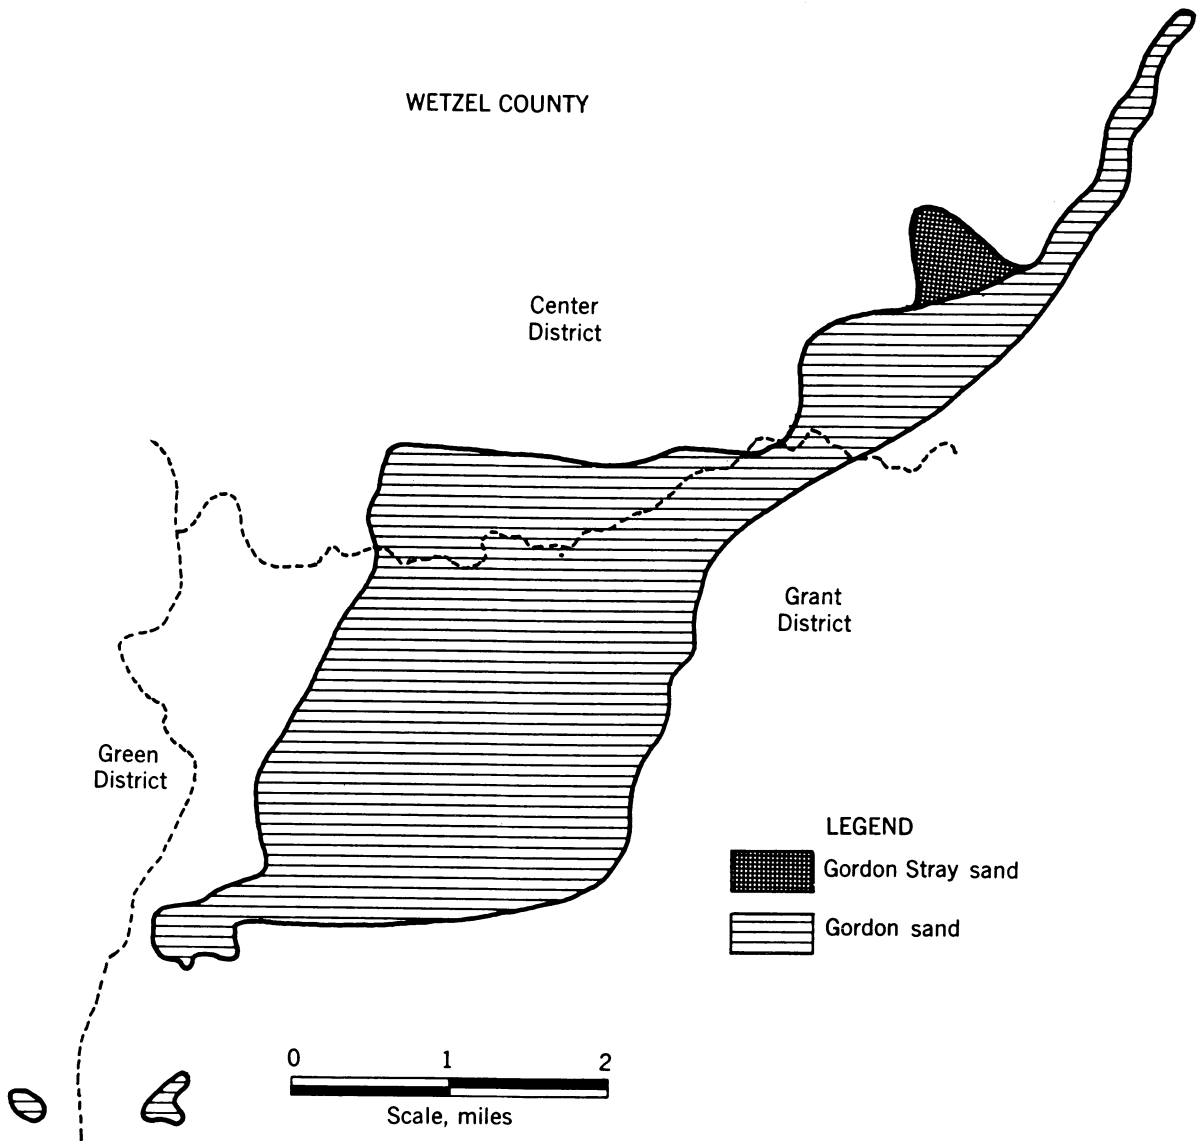 WETZEL COUNTY
Center
District
Grant
District
Green
District
LEGEND
Gordon Stray sand
Gordon sand
0 1 2
Scale, miles